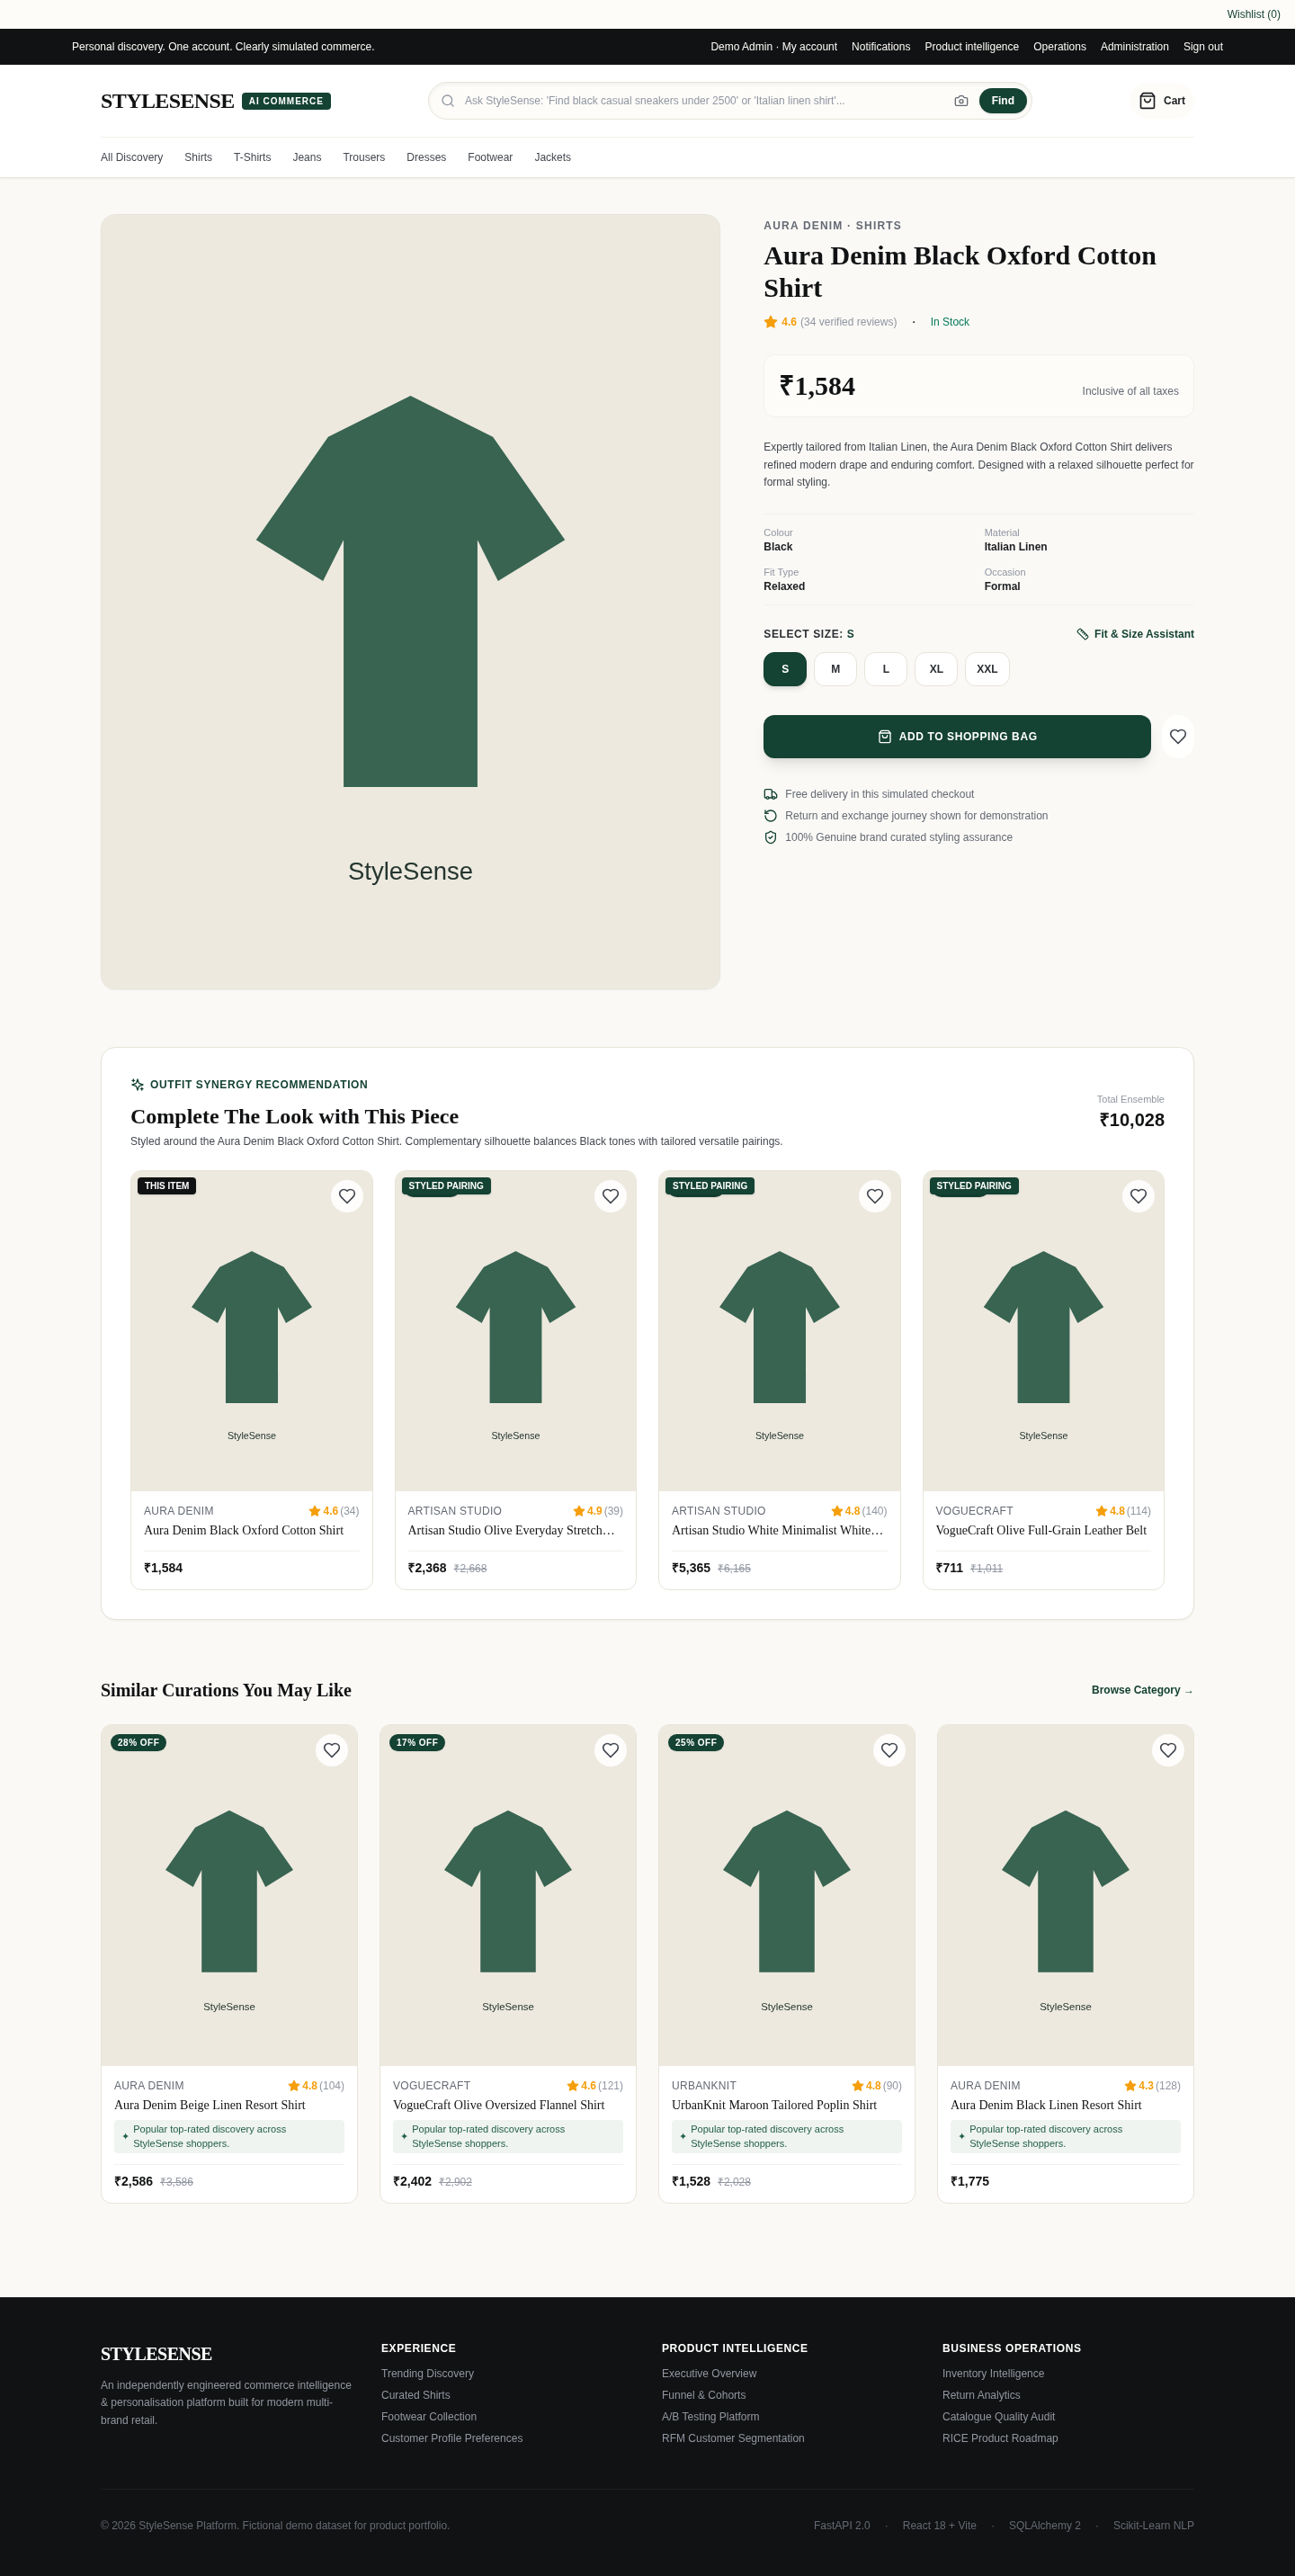 Wishlist (0)
Personal discovery. One account. Clearly simulated commerce.
Demo Admin · My account Notifications Product intelligence Operations Administration Sign out
STYLESENSE AI COMMERCE
Ask StyleSense: 'Find black casual sneakers under 2500' or 'Italian linen shirt'...
Find
Cart
All Discovery Shirts T-Shirts Jeans Trousers Dresses Footwear Jackets
StyleSense
AURA DENIM · SHIRTS
Aura Denim Black Oxford Cotton
Shirt
4.6 (34 verified reviews) · In Stock
₹1,584
Inclusive of all taxes
Expertly tailored from Italian Linen, the Aura Denim Black Oxford Cotton Shirt delivers
refined modern drape and enduring comfort. Designed with a relaxed silhouette perfect for
formal styling.
Colour Material
Black Italian Linen
Fit Type Occasion
Relaxed Formal
SELECT SIZE: S
Fit & Size Assistant
S M L XL XXL
ADD TO SHOPPING BAG
Free delivery in this simulated checkout
Return and exchange journey shown for demonstration
100% Genuine brand curated styling assurance
OUTFIT SYNERGY RECOMMENDATION
Complete The Look with This Piece
Styled around the Aura Denim Black Oxford Cotton Shirt. Complementary silhouette balances Black tones with tailored versatile pairings.
Total Ensemble
₹10,028
THIS ITEM
StyleSense
AURA DENIM 4.6 (34)
Aura Denim Black Oxford Cotton Shirt
₹1,584
STYLED PAIRING
StyleSense
ARTISAN STUDIO 4.9 (39)
Artisan Studio Olive Everyday Stretch...
₹2,368 ₹2,668
STYLED PAIRING
StyleSense
ARTISAN STUDIO 4.8 (140)
Artisan Studio White Minimalist White...
₹5,365 ₹6,165
STYLED PAIRING
StyleSense
VOGUECRAFT 4.8 (114)
VogueCraft Olive Full-Grain Leather Belt
₹711 ₹1,011
Similar Curations You May Like
Browse Category →
28% OFF
StyleSense
AURA DENIM 4.8 (104)
Aura Denim Beige Linen Resort Shirt
✦ Popular top-rated discovery across
StyleSense shoppers.
₹2,586 ₹3,586
17% OFF
StyleSense
VOGUECRAFT 4.6 (121)
VogueCraft Olive Oversized Flannel Shirt
✦ Popular top-rated discovery across
StyleSense shoppers.
₹2,402 ₹2,902
25% OFF
StyleSense
URBANKNIT 4.8 (90)
UrbanKnit Maroon Tailored Poplin Shirt
✦ Popular top-rated discovery across
StyleSense shoppers.
₹1,528 ₹2,028
StyleSense
AURA DENIM 4.3 (128)
Aura Denim Black Linen Resort Shirt
✦ Popular top-rated discovery across
StyleSense shoppers.
₹1,775
STYLESENSE
An independently engineered commerce intelligence
& personalisation platform built for modern multi-
brand retail.
EXPERIENCE
Trending Discovery
Curated Shirts
Footwear Collection
Customer Profile Preferences
PRODUCT INTELLIGENCE
Executive Overview
Funnel & Cohorts
A/B Testing Platform
RFM Customer Segmentation
BUSINESS OPERATIONS
Inventory Intelligence
Return Analytics
Catalogue Quality Audit
RICE Product Roadmap
© 2026 StyleSense Platform. Fictional demo dataset for product portfolio.
FastAPI 2.0 · React 18 + Vite · SQLAlchemy 2 · Scikit-Learn NLP